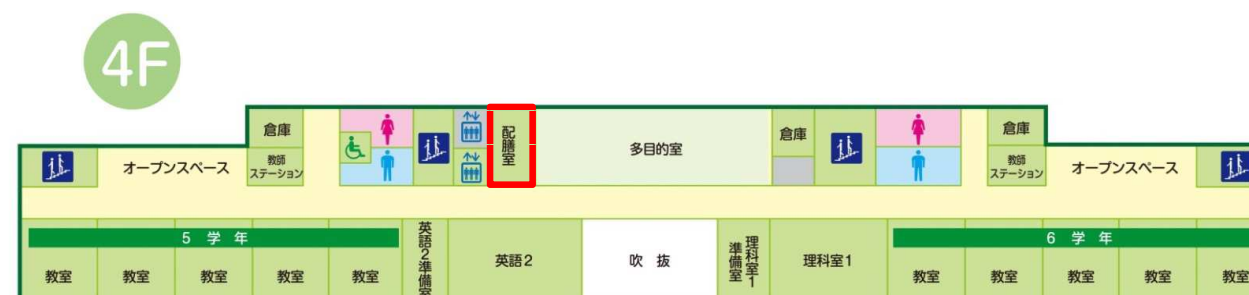 4F
倉庫
配膳室
多目的室
倉庫
倉庫
オープンスペース
教師
ステーション
教師
ステーション
オープンスペース
5 学 年
英語2準備室
英語2
吹 抜
理科室1
準備室
理科室1
6 学 年
教室
教室
教室
教室
教室
教室
教室
教室
教室
教室